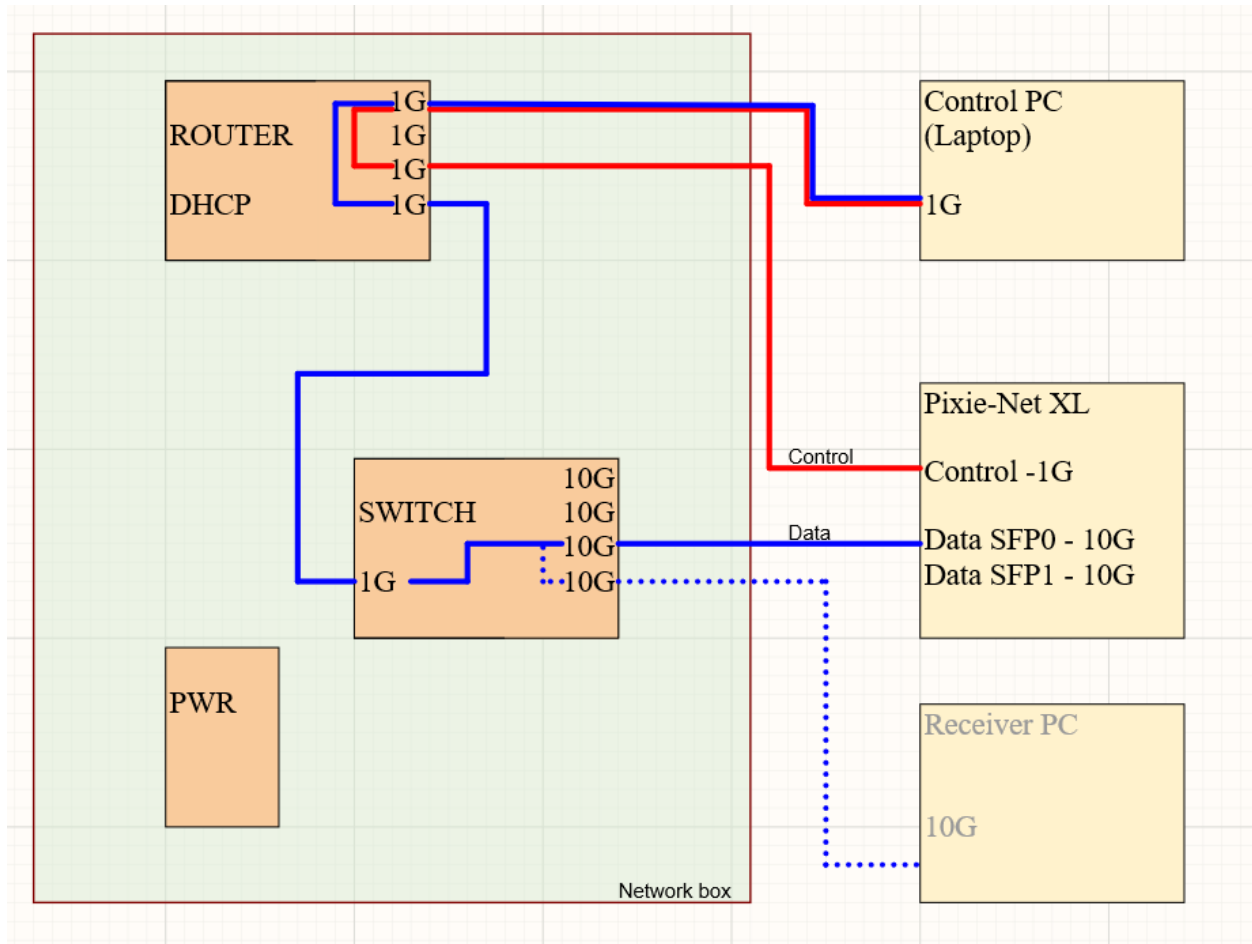 1G
ROUTER
1G
1G
DHCP
1G
Control PC
(Laptop)
1G
Pixie-Net XL
Control
Control -1G
10G
SWITCH
10G
Data
10G
Data SFP0 - 10G
1G
10G
Data SFP1 - 10G
PWR
Receiver PC
10G
Network box